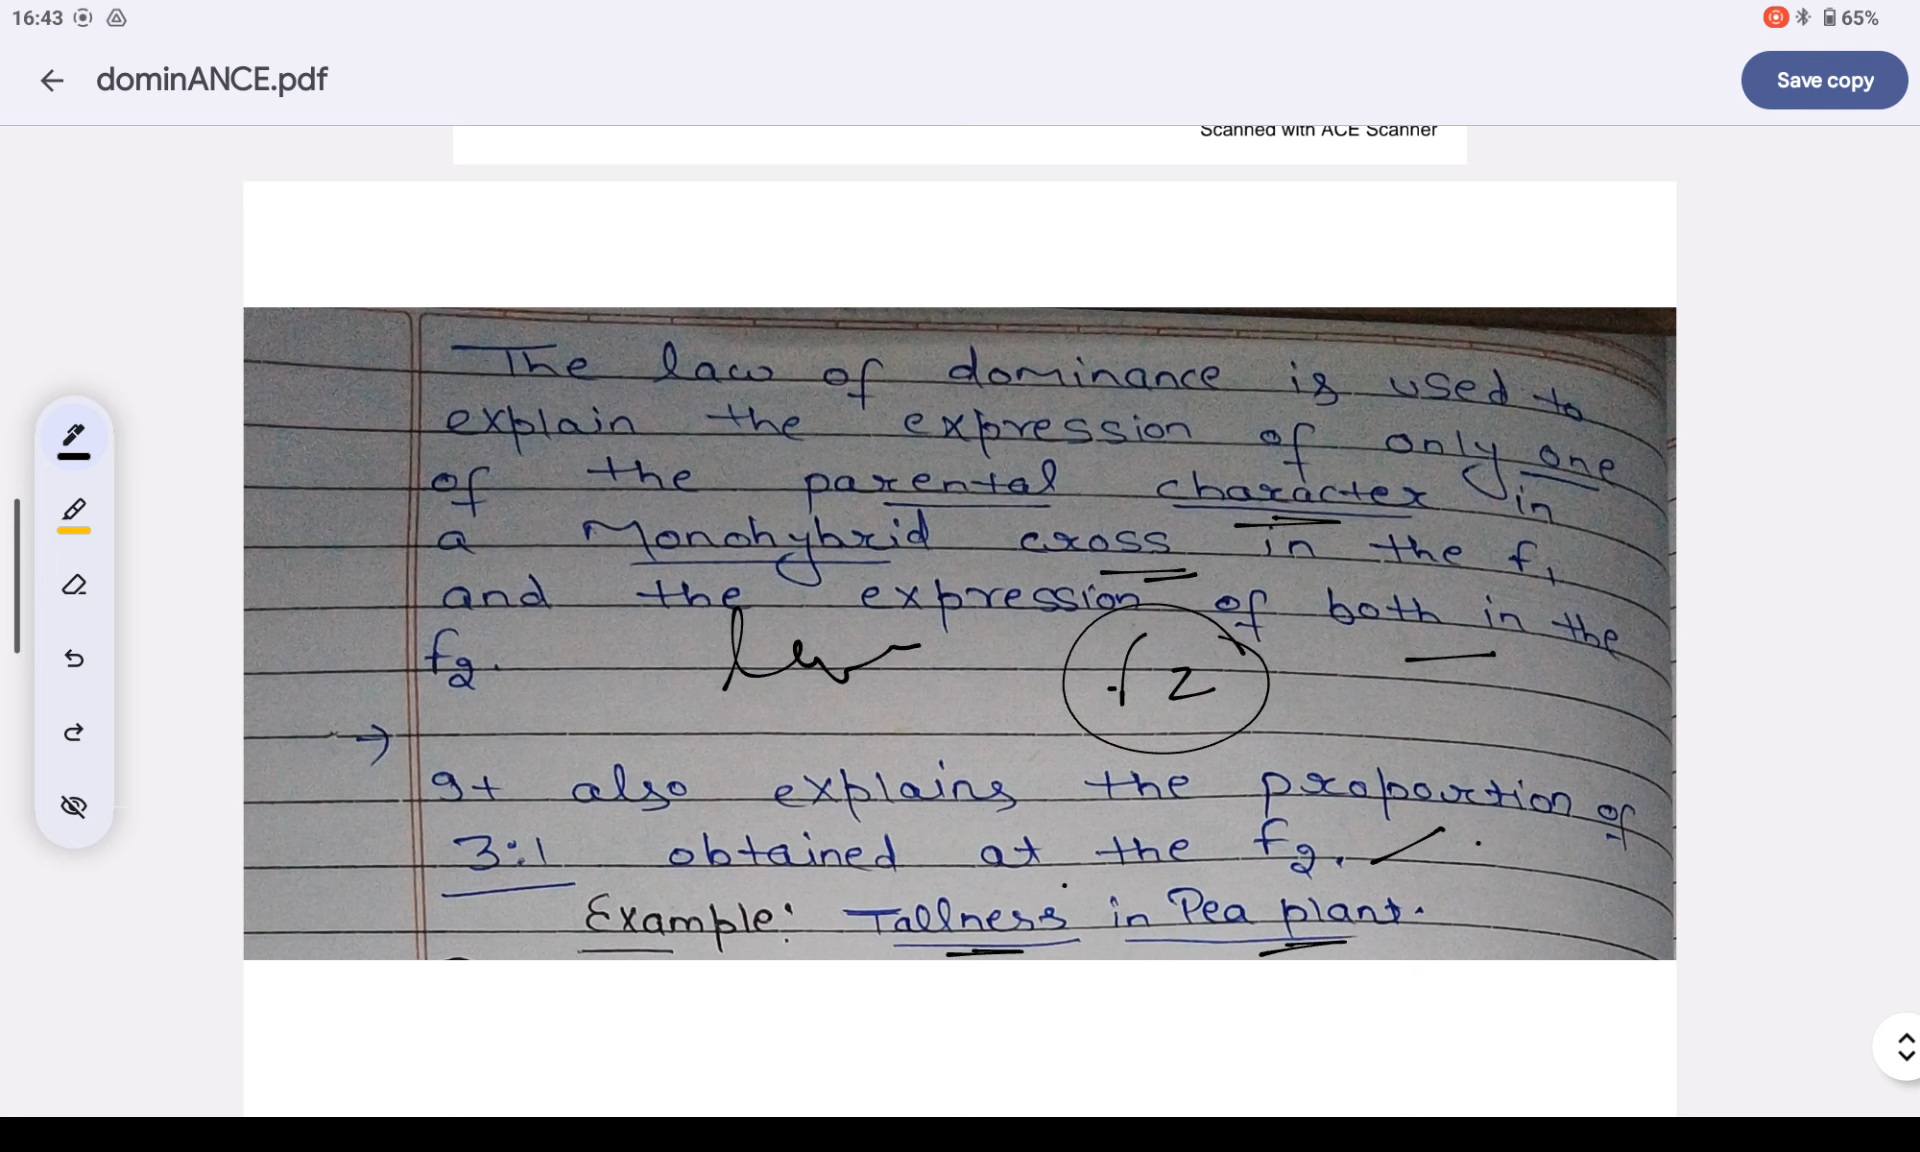 16:43
65%
dominANCE.pdf
Save copy
Scanned with ACE Scanner
The law of dominance is used to
explain the expression of only one
of the parental character in
a Monohybrid cross in the f1
and the expression of both in the
f2.
f2
→
It also explains the proportion of
3:1 obtained at the f2.
Example: Tallness in Pea plant.